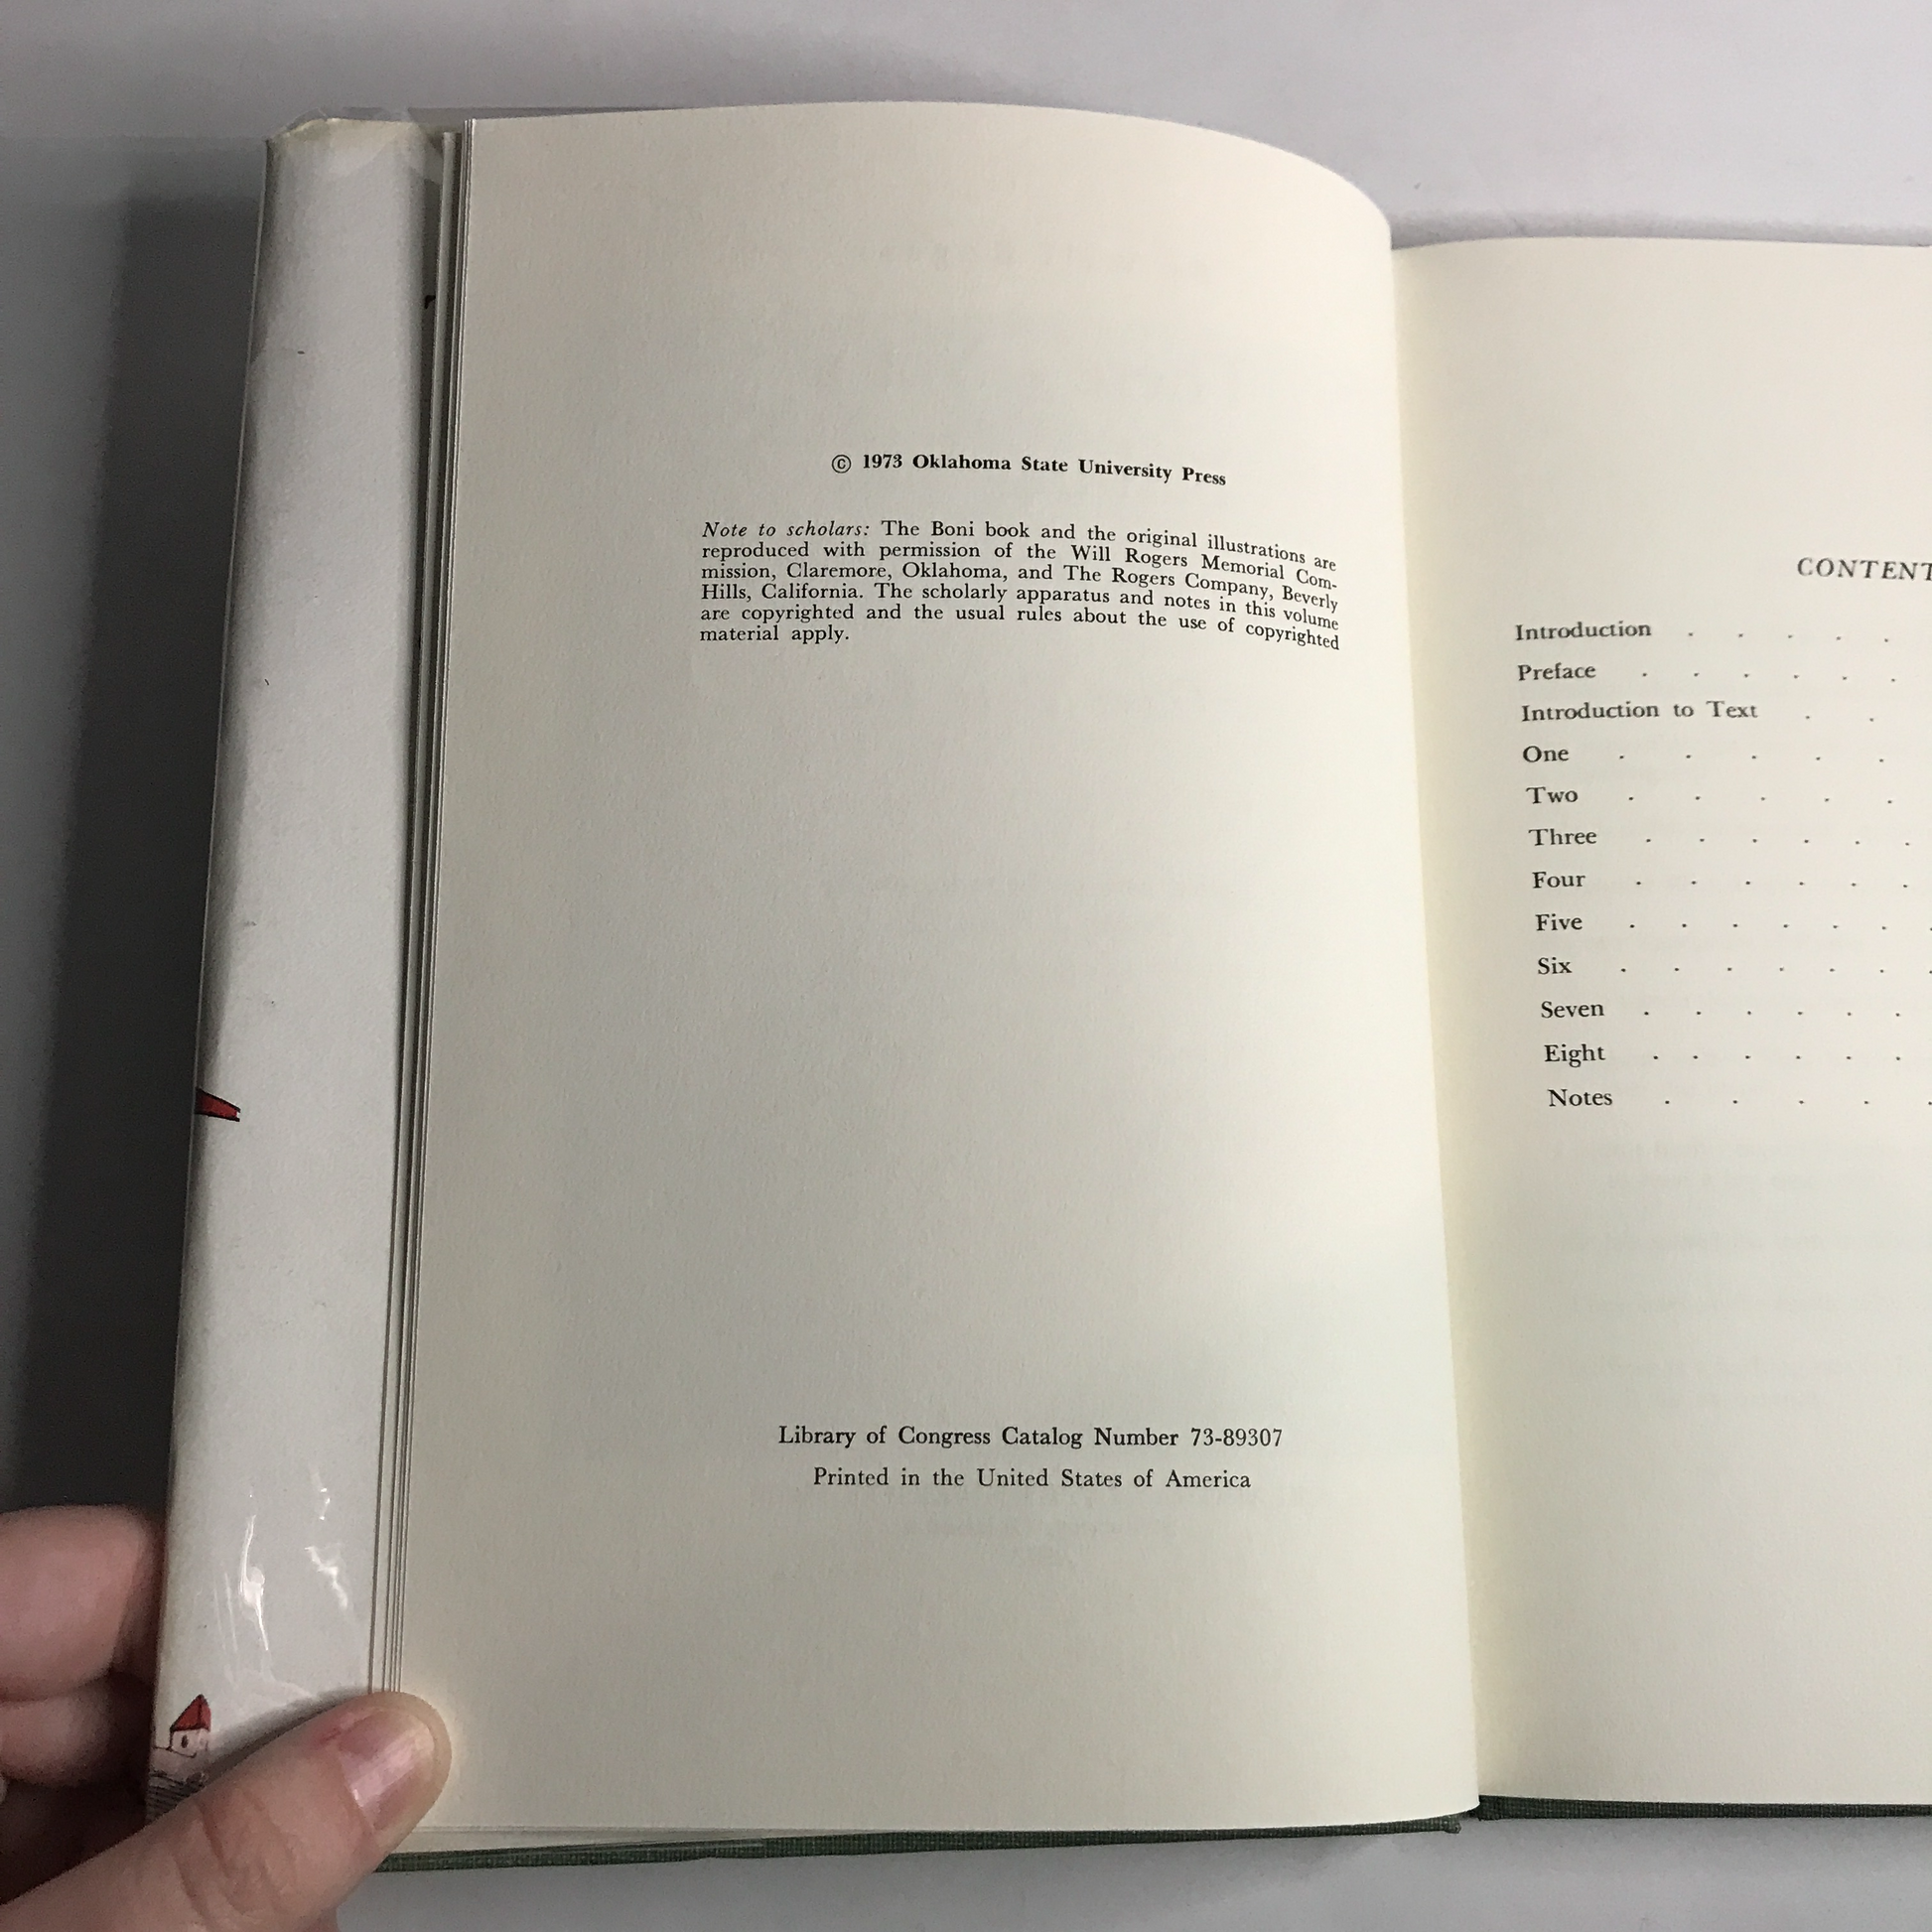 © 1973 Oklahoma State University Press
Note to scholars: The Boni book and the original illustrations are
reproduced with permission of the Will Rogers Memorial Com-
mission, Claremore, Oklahoma, and The Rogers Company, Beverly
Hills, California. The scholarly apparatus and notes in this volume
are copyrighted and the usual rules about the use of copyrighted
material apply.
Library of Congress Catalog Number 73-89307
Printed in the United States of America
CONTENT
Introduction . . . . .
Preface . . . . . .
Introduction to Text . .
One . . . . .
Two . . . . .
Three . . . . . .
Four . . . . . .
Five . . . . . . .
Six . . . . . . .
Seven . . . . . .
Eight . . . . . .
Notes . . . . . .